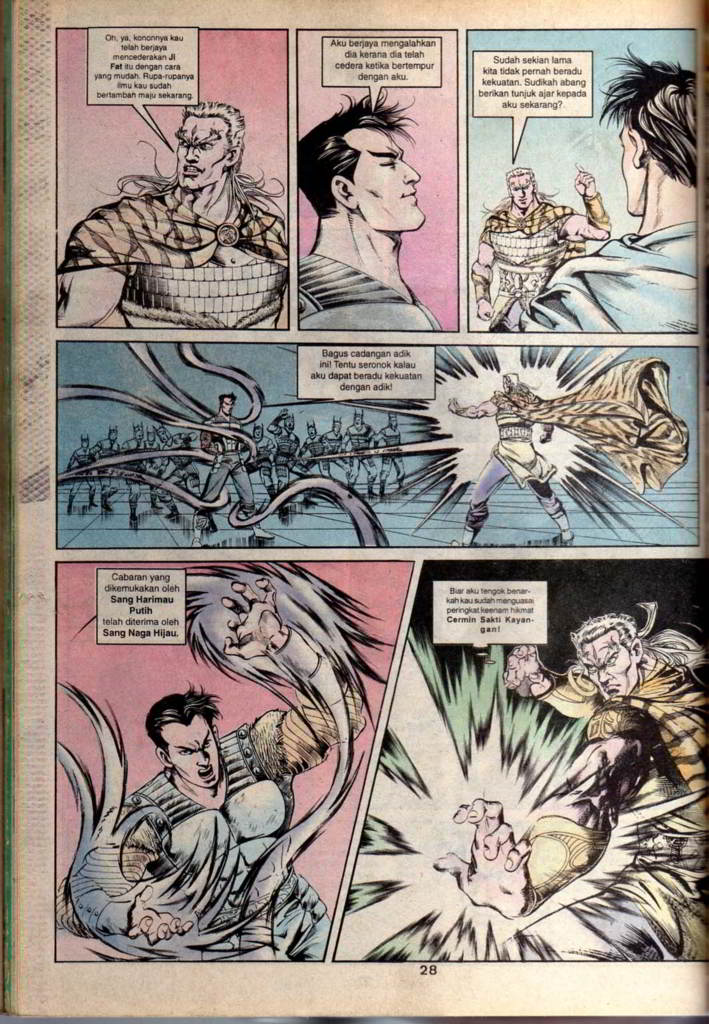 Oh, ya, kononnya kau
telah berjaya
mencederakan Ji
Fat itu dengan cara
yang mudah. Rupa-rupanya
ilmu kau sudah
bertambah maju sekarang.
Aku berjaya mengalahkan
dia kerana dia telah
cedera ketika bertempur
dengan aku.
Sudah sekian lama
kita tidak pernah beradu
kekuatan. Sudikah abang
berikan tunjuk ajar kepada
aku sekarang?
Bagus cadangan adik
ini! Tentu seronok kalau
aku dapat beradu kekuatan
dengan adik!
Cabaran yang
dikemukakan oleh
Sang Harimau
Putih
telah diterima oleh
Sang Naga Hijau.
Biar aku tengok benar-
kah kau sudah menguasai
peringkat keenam hikmat
Cermin Sakti Kayan-
gan!
28